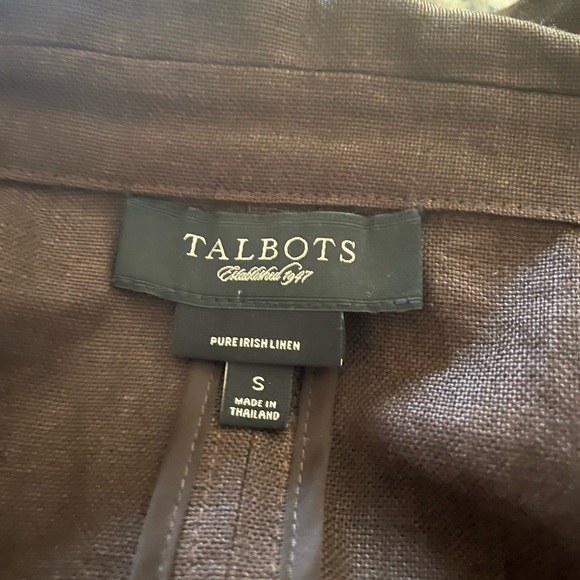 TALBOTS
Established 1947
PURE IRISH LINEN
S
MADE IN
THAILAND